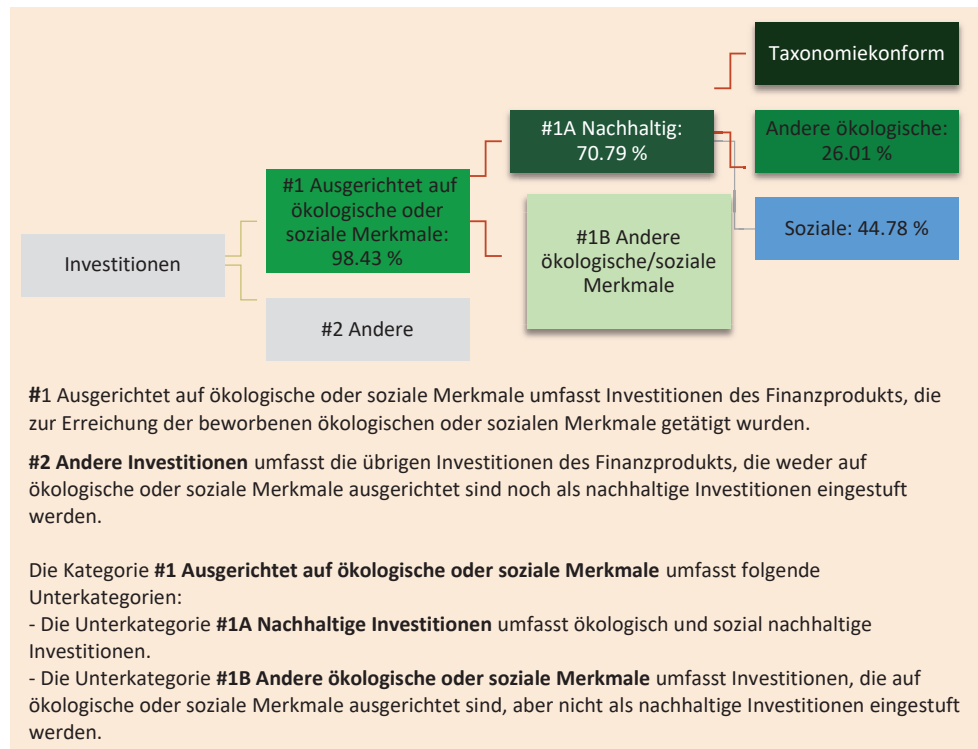 Taxonomiekonform
#1A Nachhaltig:
70.79 %
Andere ökologische:
26.01 %
#1 Ausgerichtet auf
ökologische oder
soziale Merkmale:
98.43 %
Soziale: 44.78 %
#1B Andere
ökologische/soziale
Merkmale
Investitionen
#2 Andere
#1 Ausgerichtet auf ökologische oder soziale Merkmale umfasst Investitionen des Finanzprodukts, die
zur Erreichung der beworbenen ökologischen oder sozialen Merkmale getätigt wurden.
#2 Andere Investitionen umfasst die übrigen Investitionen des Finanzprodukts, die weder auf
ökologische oder soziale Merkmale ausgerichtet sind noch als nachhaltige Investitionen eingestuft
werden.
Die Kategorie #1 Ausgerichtet auf ökologische oder soziale Merkmale umfasst folgende
Unterkategorien:
- Die Unterkategorie #1A Nachhaltige Investitionen umfasst ökologisch und sozial nachhaltige
Investitionen.
- Die Unterkategorie #1B Andere ökologische oder soziale Merkmale umfasst Investitionen, die auf
ökologische oder soziale Merkmale ausgerichtet sind, aber nicht als nachhaltige Investitionen eingestuft
werden.